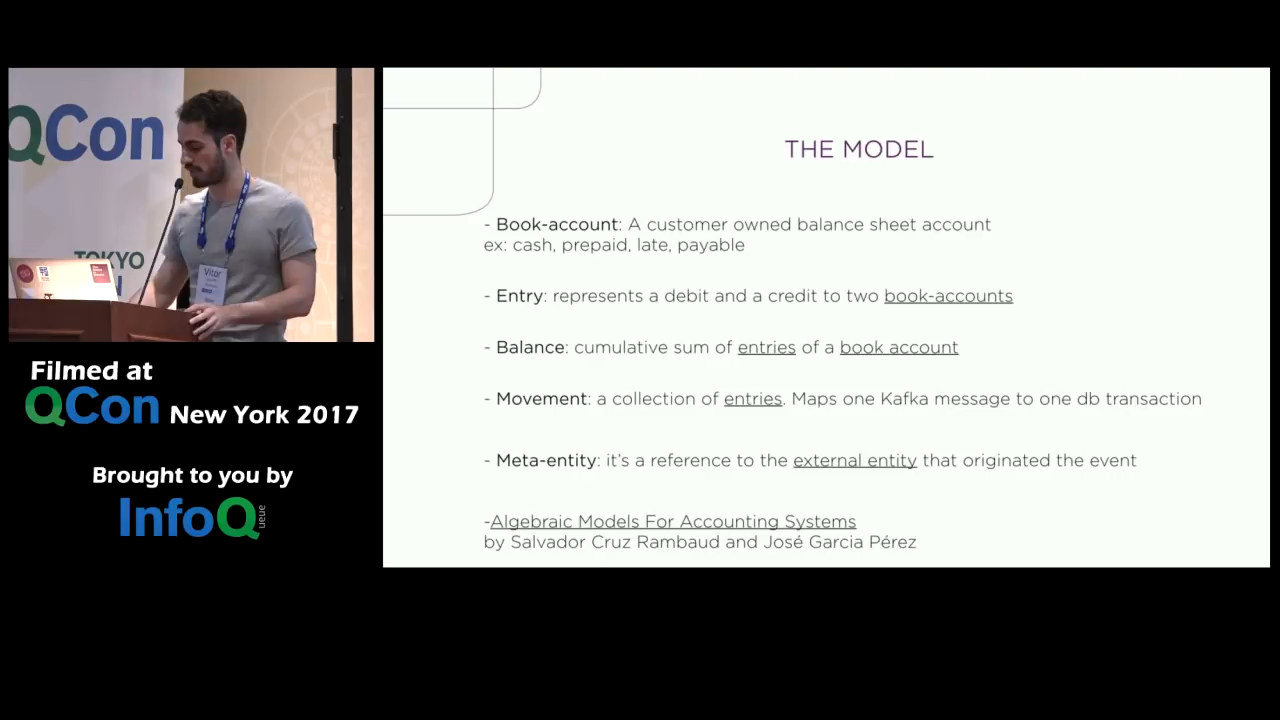 QCon
TOKYO
Vitor
Filmed at
QCon New York 2017
Brought to you by
InfoQ
ueue
THE MODEL
- Book-account: A customer owned balance sheet account
ex: cash, prepaid, late, payable
- Entry: represents a debit and a credit to two book-accounts
- Balance: cumulative sum of entries of a book account
- Movement: a collection of entries. Maps one Kafka message to one db transaction
- Meta-entity: it's a reference to the external entity that originated the event
-Algebraic Models For Accounting Systems
by Salvador Cruz Rambaud and José Garcia Pérez